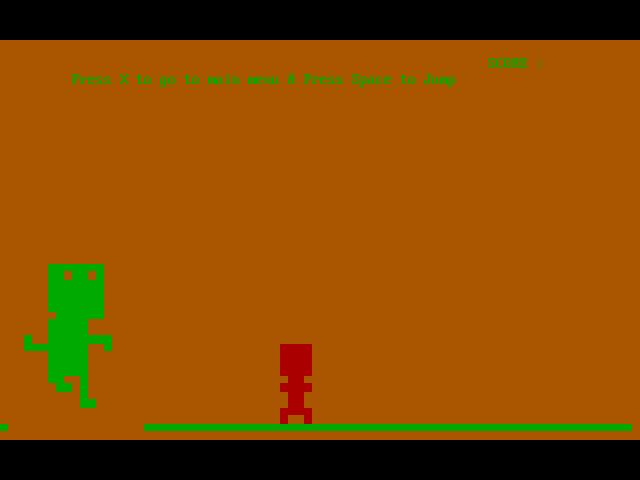 SCORE :
Press X to go to main menu & Press Space to Jump